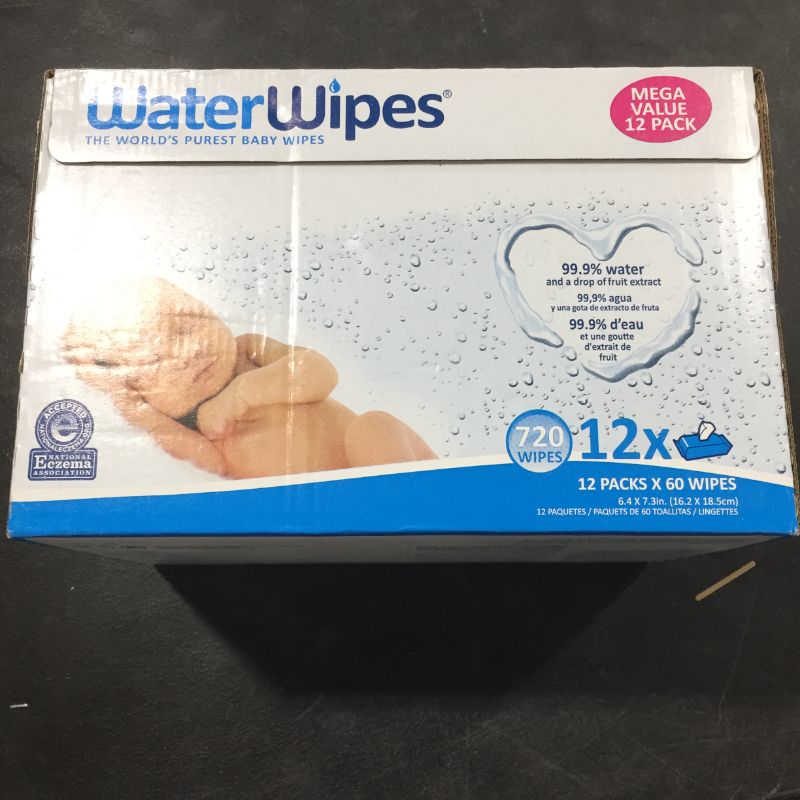 WaterWipes®
THE WORLD'S PUREST BABY WIPES
MEGA
VALUE
12 PACK
99.9% water
and a drop of fruit extract
99,9% agua
y una gota de extracto de fruta
99.9% d'eau
et une goutte
d'extrait de
fruit
ACCEPTED
NATIONALECZEMA.ORG
NATIONAL
Eczema
ASSOCIATION
720
WIPES
12x
12 PACKS X 60 WIPES
6.4 X 7.3in. (16.2 X 18.5cm)
12 PAQUETES / PAQUETS DE 60 TOALLITAS / LINGETTES